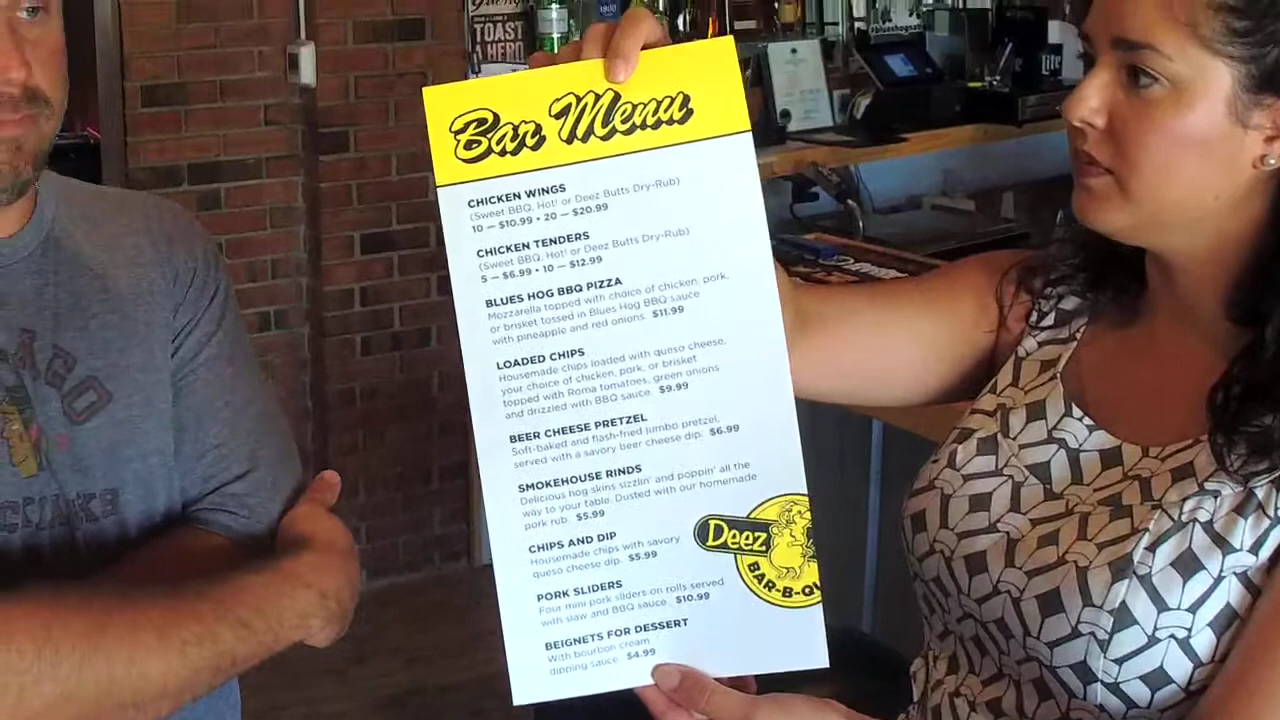 TOAST
A HERO
1800
#blueshogsa
Lite
Bar Menu
CHICKEN WINGS
(Sweet BBQ, Hot! or Deez Butts Dry-Rub)
10 — $10.99 • 20 — $20.99
CHICKEN TENDERS
(Sweet BBQ, Hot! or Deez Butts Dry-Rub)
5 — $6.99 • 10 — $12.99
BLUES HOG BBQ PIZZA
Mozzarella topped with choice of chicken, pork,
or brisket tossed in Blues Hog BBQ sauce
with pineapple and red onions. $11.99
LOADED CHIPS
Housemade chips loaded with queso cheese,
your choice of chicken, pork, or brisket
topped with Roma tomatoes, green onions
and drizzled with BBQ sauce. $9.99
BEER CHEESE PRETZEL
Soft-baked and flash-fried jumbo pretzel,
served with a savory beer cheese dip. $6.99
SMOKEHOUSE RINDS
Delicious hog skins sizzlin' and poppin' all the
way to your table. Dusted with our homemade
pork rub. $5.99
CHIPS AND DIP
Housemade chips with savory
queso cheese dip. $5.99
PORK SLIDERS
Four mini pork sliders on rolls served
with slaw and BBQ sauce. $10.99
BEIGNETS FOR DESSERT
With bourbon cream
dipping sauce. $4.99
Deez
BAR-B-QU